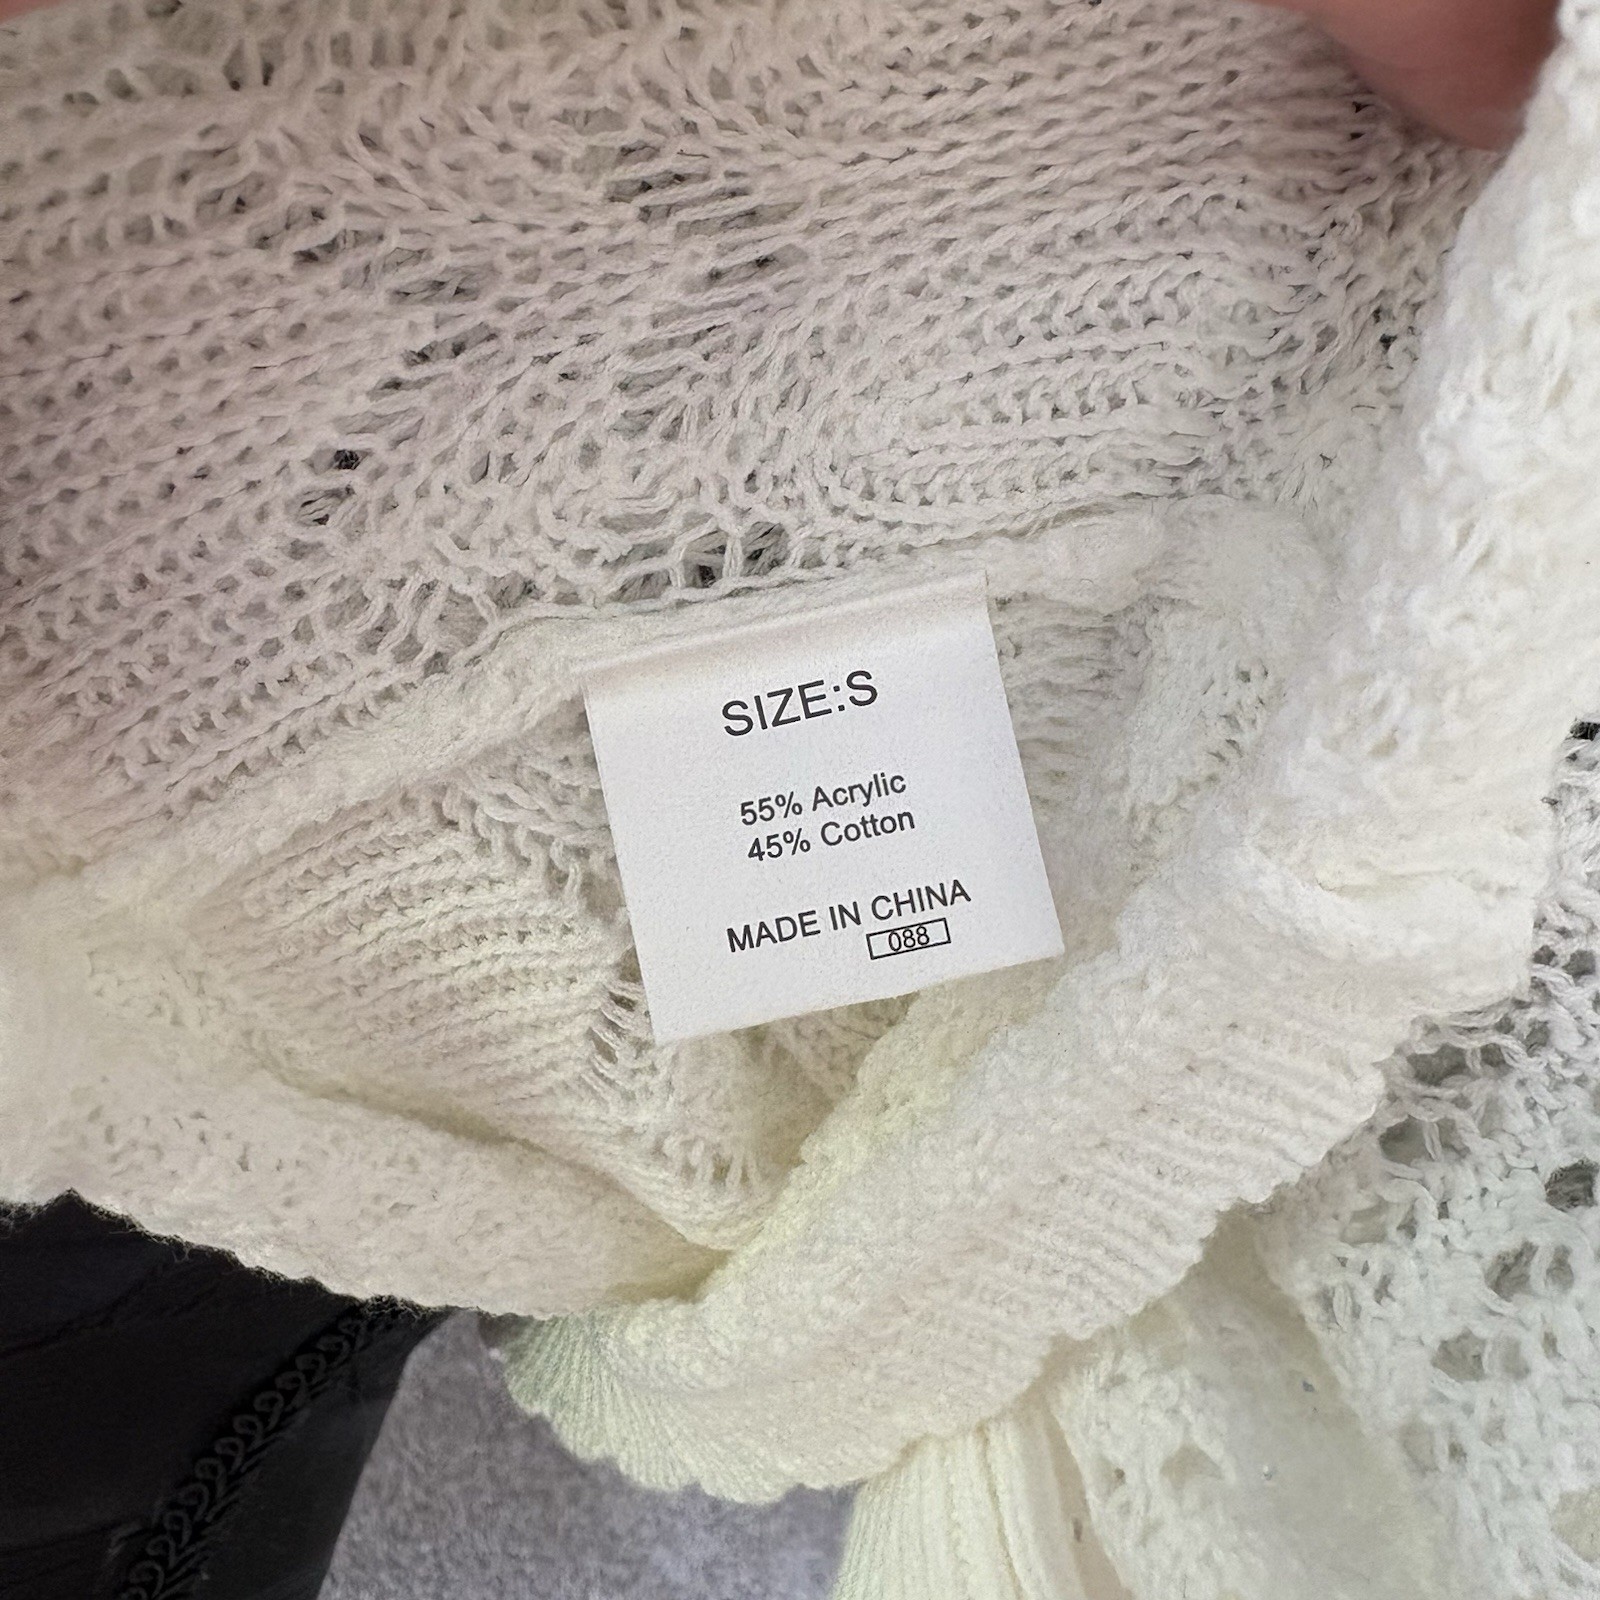 SIZE:S
55% Acrylic
45% Cotton
MADE IN CHINA
088